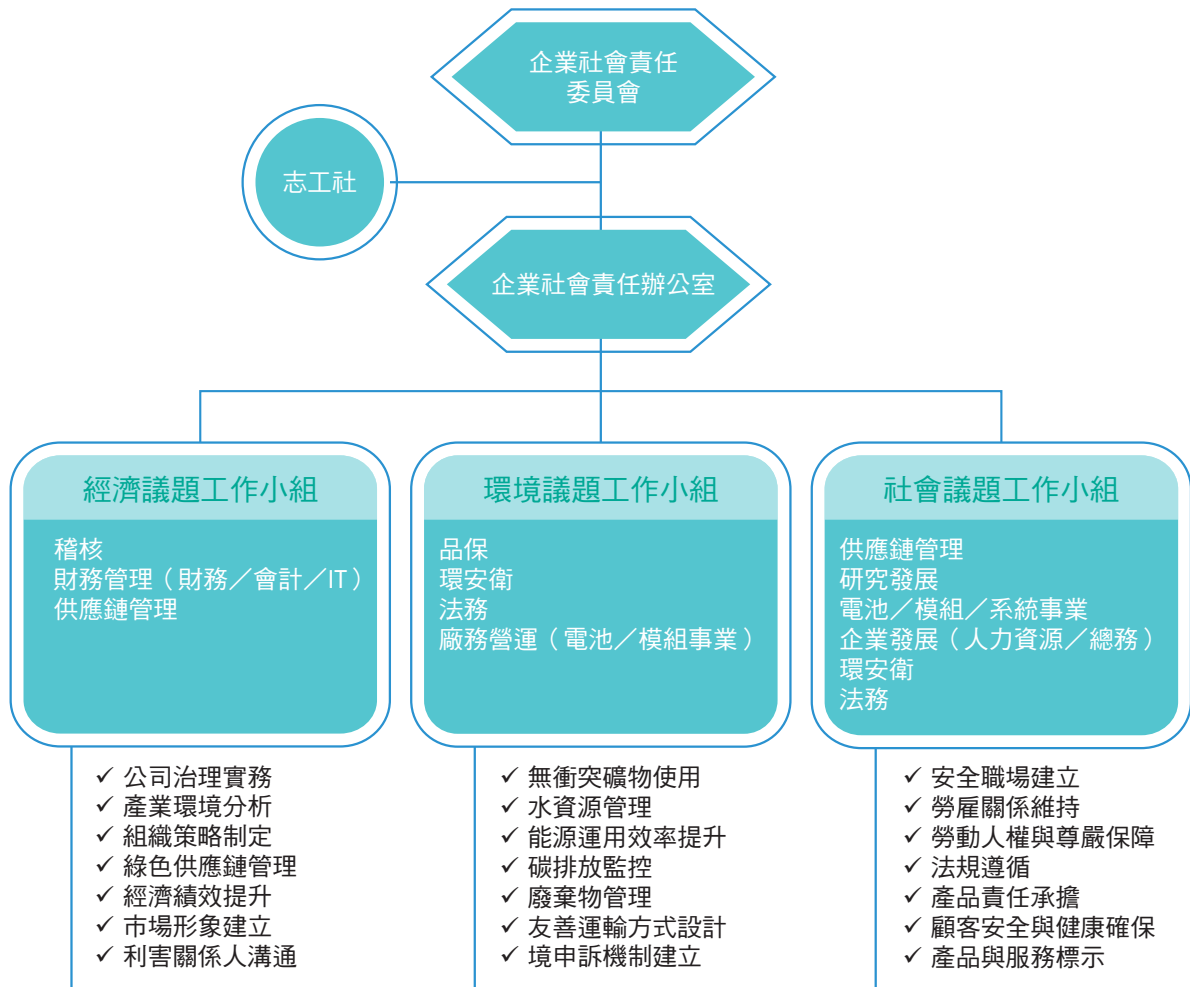 企業社會責任
委員會
志工社
企業社會責任辦公室
經濟議題工作小組
稽核
財務管理（財務／會計／IT）
供應鏈管理
✓ 公司治理實務
✓ 產業環境分析
✓ 組織策略制定
✓ 綠色供應鏈管理
✓ 經濟績效提升
✓ 市場形象建立
✓ 利害關係人溝通
環境議題工作小組
品保
環安衛
法務
廠務營運（電池／模組事業）
✓ 無衝突礦物使用
✓ 水資源管理
✓ 能源運用效率提升
✓ 碳排放監控
✓ 廢棄物管理
✓ 友善運輸方式設計
✓ 境申訴機制建立
社會議題工作小組
供應鏈管理
研究發展
電池／模組／系統事業
企業發展（人力資源／總務）
環安衛
法務
✓ 安全職場建立
✓ 勞雇關係維持
✓ 勞動人權與尊嚴保障
✓ 法規遵循
✓ 產品責任承擔
✓ 顧客安全與健康確保
✓ 產品與服務標示